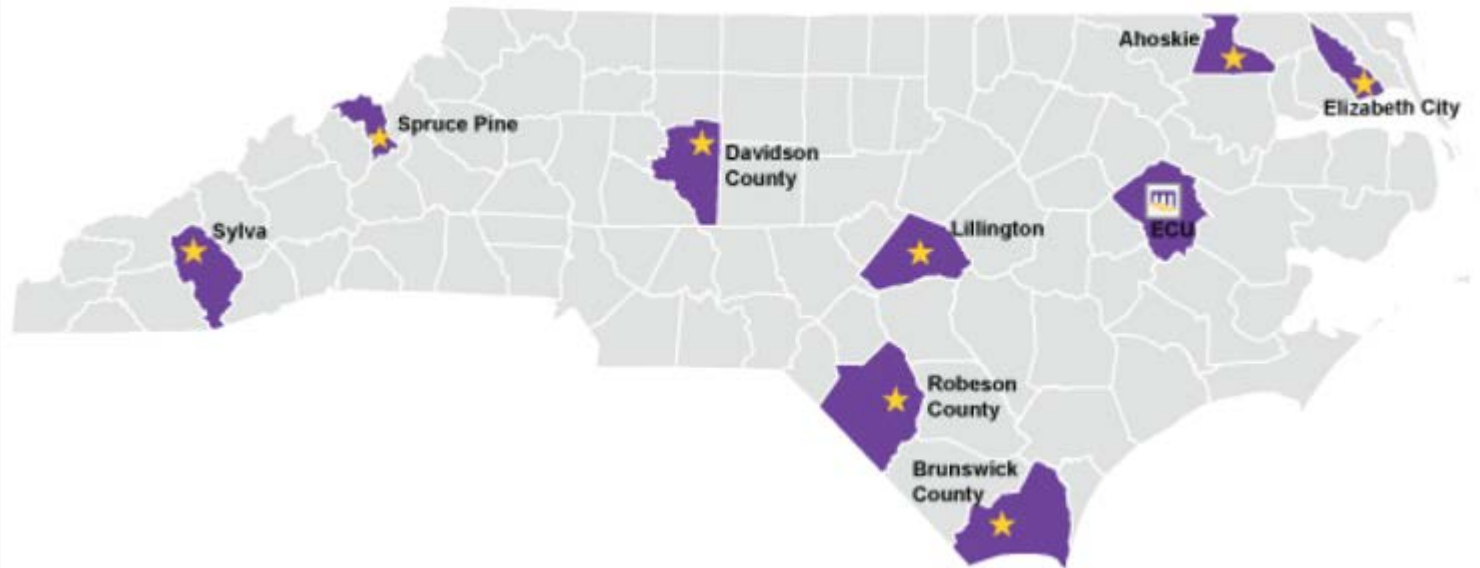 Ahoskie
Elizabeth City
Spruce Pine
Davidson
County
Sylva
Lillington
ECU
Robeson
County
Brunswick
County